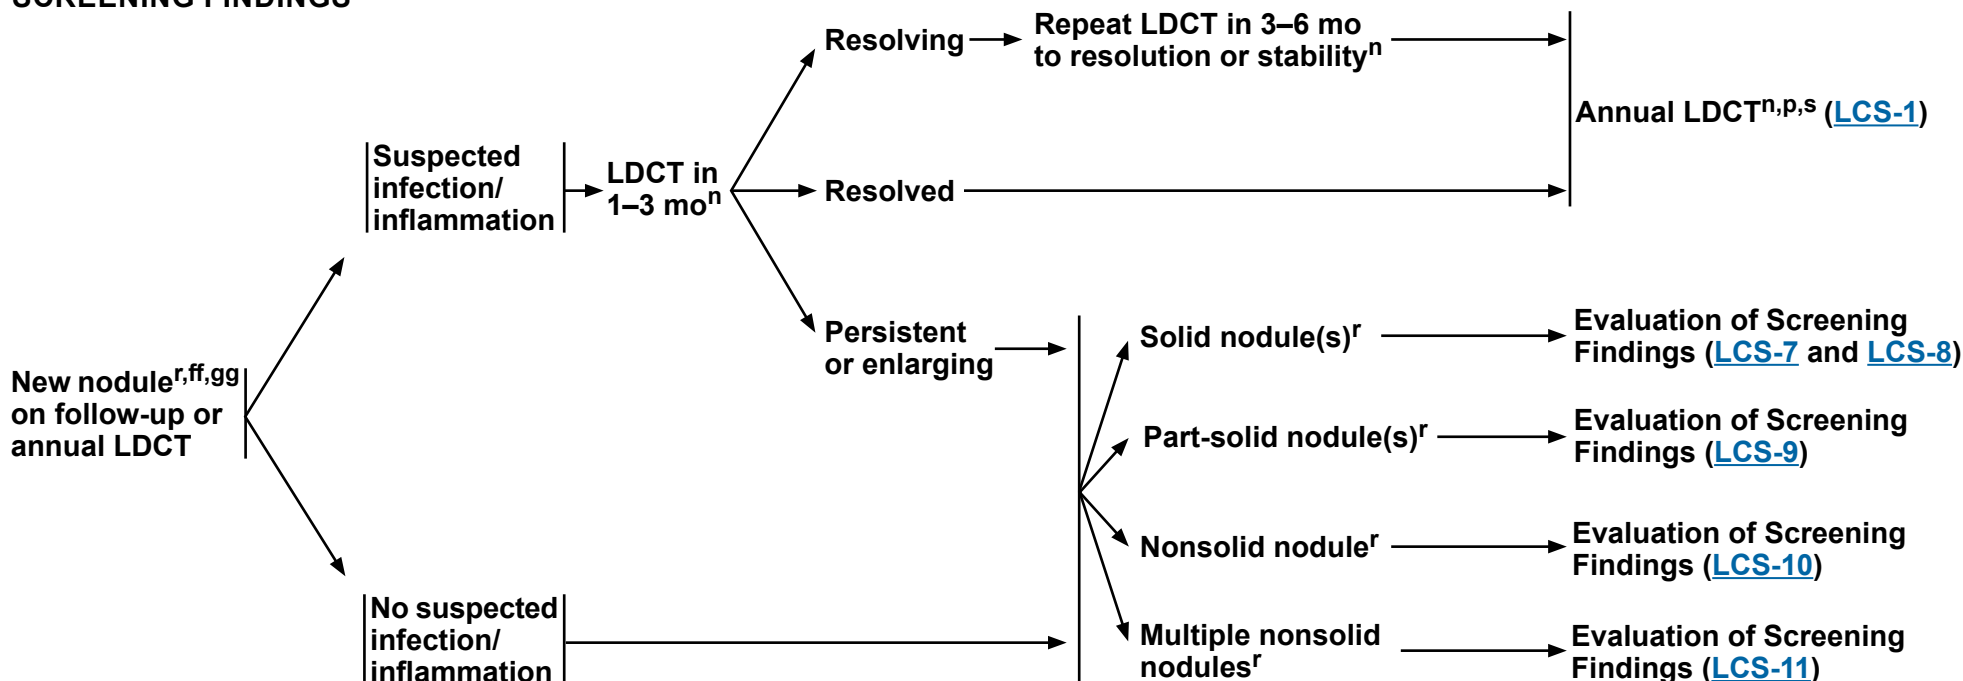 SCREENING FINDINGS
Resolving
Repeat LDCT in 3–6 mo
to resolution or stabilityⁿ
Annual LDCTn,p,s (LCS-1)
Suspected
infection/
inflammation
LDCT in
1–3 moⁿ
Resolved
Persistent
or enlarging
New noduler,ff,gg
on follow-up or
annual LDCT
Solid nodule(s)r
Evaluation of Screening
Findings (LCS-7 and LCS-8)
Part-solid nodule(s)r
Evaluation of Screening
Findings (LCS-9)
Nonsolid noduler
Evaluation of Screening
Findings (LCS-10)
No suspected
infection/
inflammation
Multiple nonsolid
nodulesr
Evaluation of Screening
Findings (LCS-11)